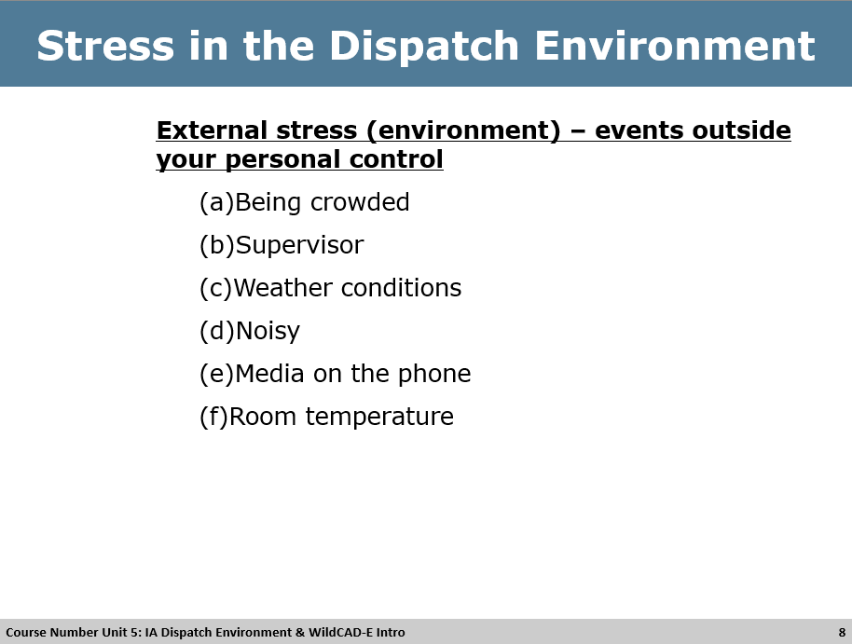 Stress in the Dispatch Environment
External stress (environment) – events outside
your personal control
(a)Being crowded
(b)Supervisor
(c)Weather conditions
(d)Noisy
(e)Media on the phone
(f)Room temperature
Course Number Unit 5: IA Dispatch Environment & WildCAD-E Intro 8